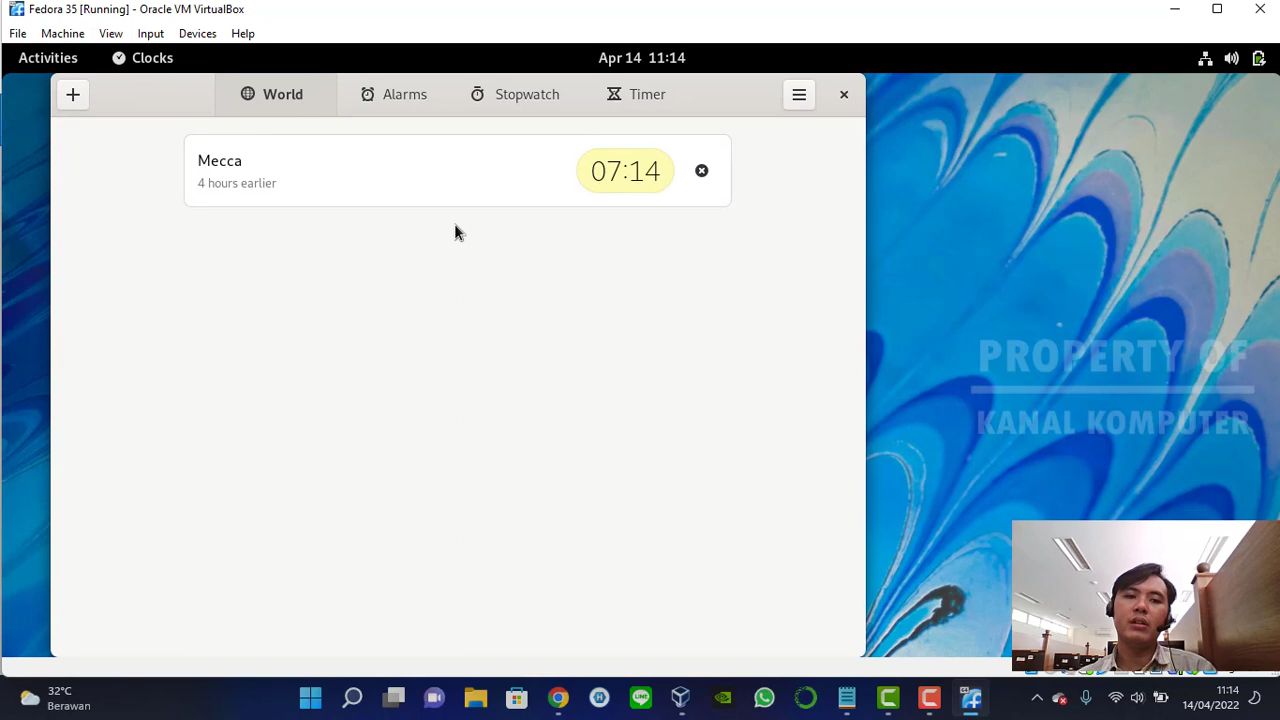 Fedora 35 [Running] - Oracle VM VirtualBox
File Machine View Input Devices Help
Activities Clocks Apr 14 11:14
World Alarms Stopwatch Timer
Mecca
4 hours earlier
07:14
PROPERTY OF
KANAL KOMPUTER
32°C
Berawan
LINE
64
11:14
14/04/2022